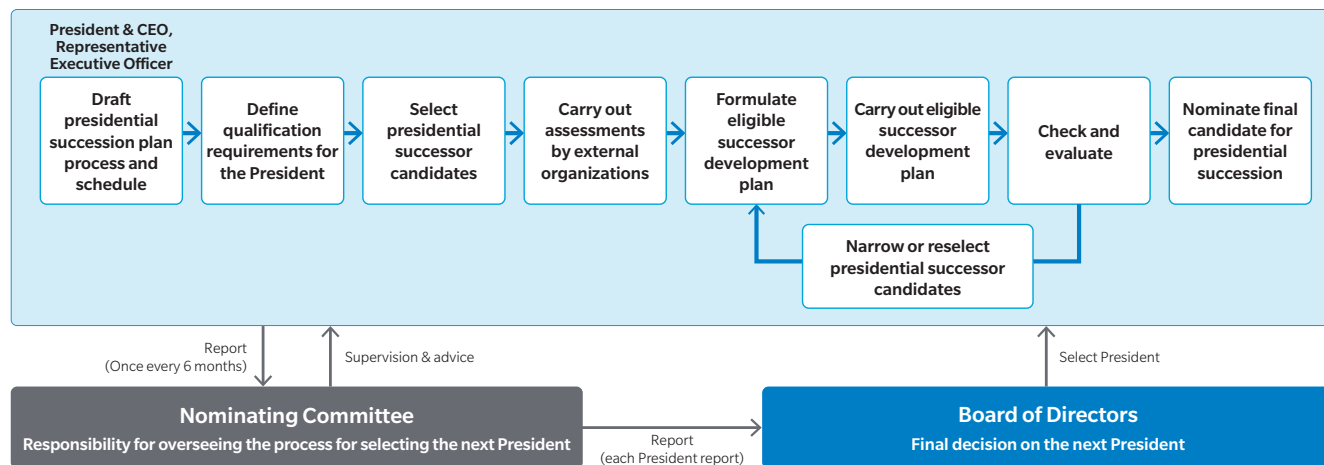 President & CEO,
Representative
Executive Officer
Draft
presidential
succession plan
process and
schedule
Define
qualification
requirements for
the President
Select
presidential
successor
candidates
Carry out
assessments
by external
organizations
Formulate
eligible
successor
development
plan
Carry out eligible
successor
development
plan
Check and
evaluate
Nominate final
candidate for
presidential
succession
Narrow or reselect
presidential successor
candidates
Report
(Once every 6 months)
Supervision & advice
Select President
Nominating Committee
Responsibility for overseeing the process for selecting the next President
Report
(each President report)
Board of Directors
Final decision on the next President